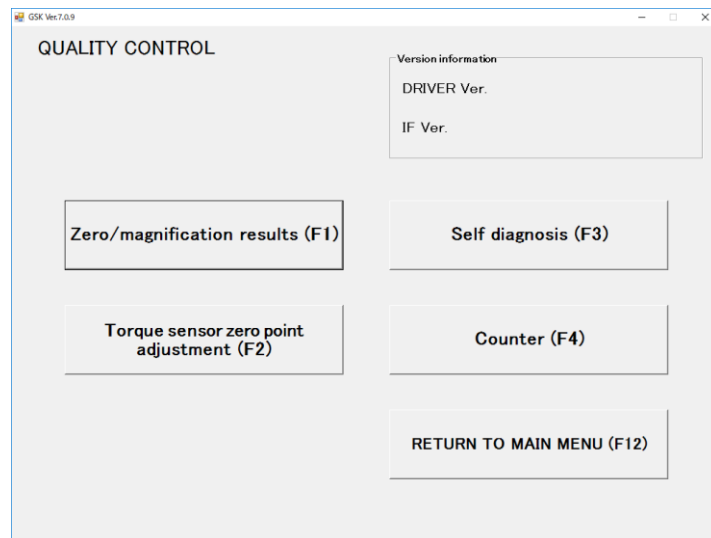 GSK Ver.7.0.9
QUALITY CONTROL
Version information
DRIVER Ver.
IF Ver.
Zero/magnification results (F1)
Self diagnosis (F3)
Torque sensor zero point
adjustment (F2)
Counter (F4)
RETURN TO MAIN MENU (F12)